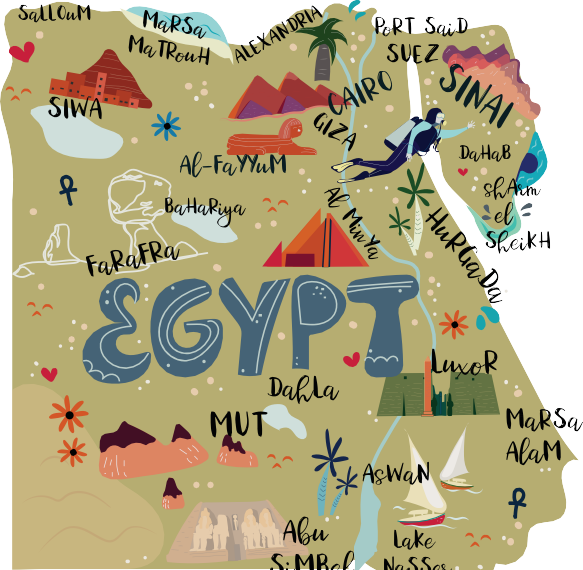 SaLLOuM
MaRSa
MaTRouH
ALEXANDRIA
PoRT SaiD
SUEZ
SINAI
CAIRO
GIZA
SIWA
Al-FaYYuM
DaHaB
shArm
el
SheiKH
BaHaRiya
Al MinYa
HuRGaDa
FaRaFRa
EGYPT
LuxoR
DahLa
MUT
MaRSa
AlaM
AsWaN
Abu
SiMBel
Lake
NaSSer